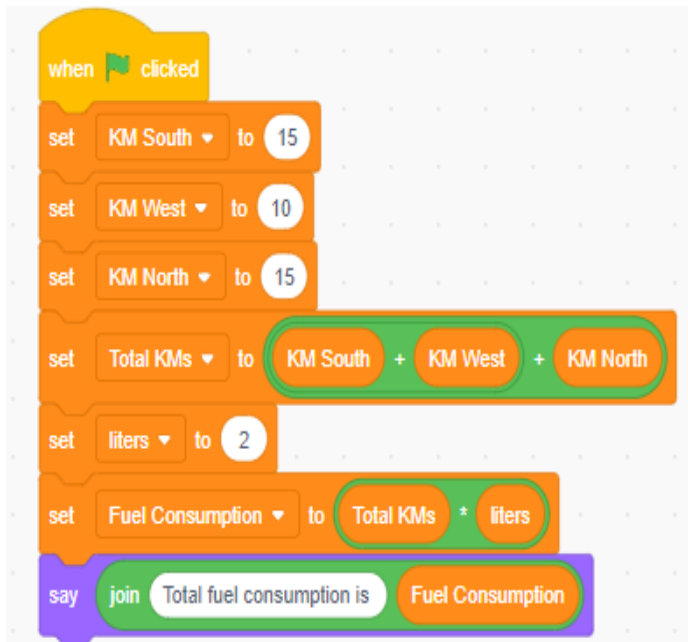 when clicked
set KM South to 15
set KM West to 10
set KM North to 15
set Total KMs to KM South + KM West + KM North
set liters to 2
set Fuel Consumption to Total KMs * liters
say join Total fuel consumption is Fuel Consumption